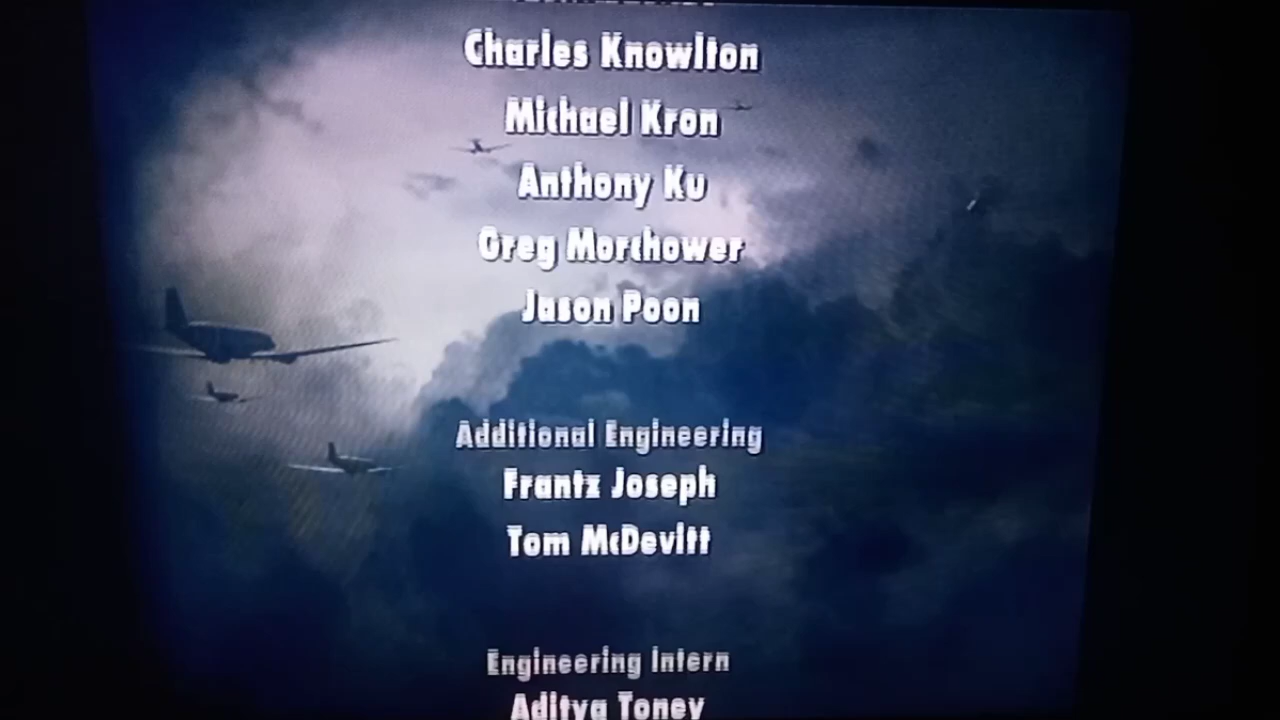 Charles Knowlton
Michael Kron
Anthony Ku
Greg Morchower
Jason Poon
Additional Engineering
Frantz Joseph
Tom McDevitt
Engineering Intern
Aditya Toney